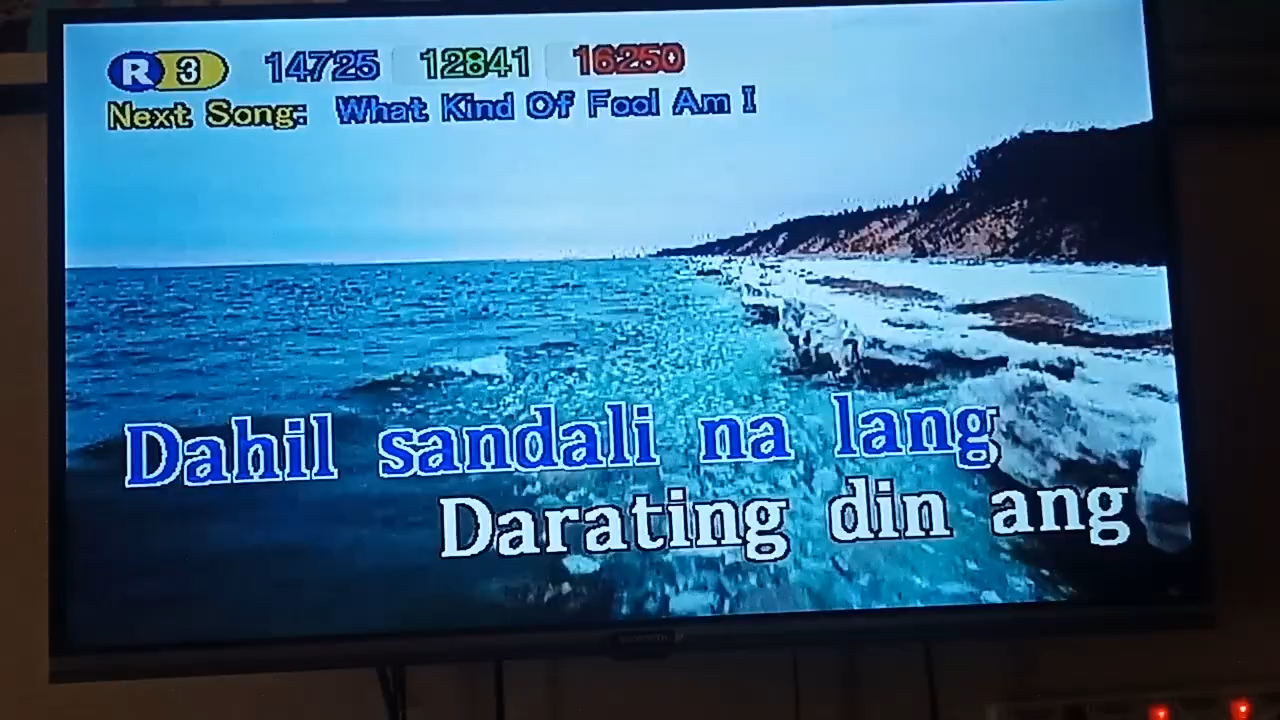 R 3 14725 12841 16250
Next Song: What Kind Of Fool Am I
Dahil sandali na lang
Darating din ang